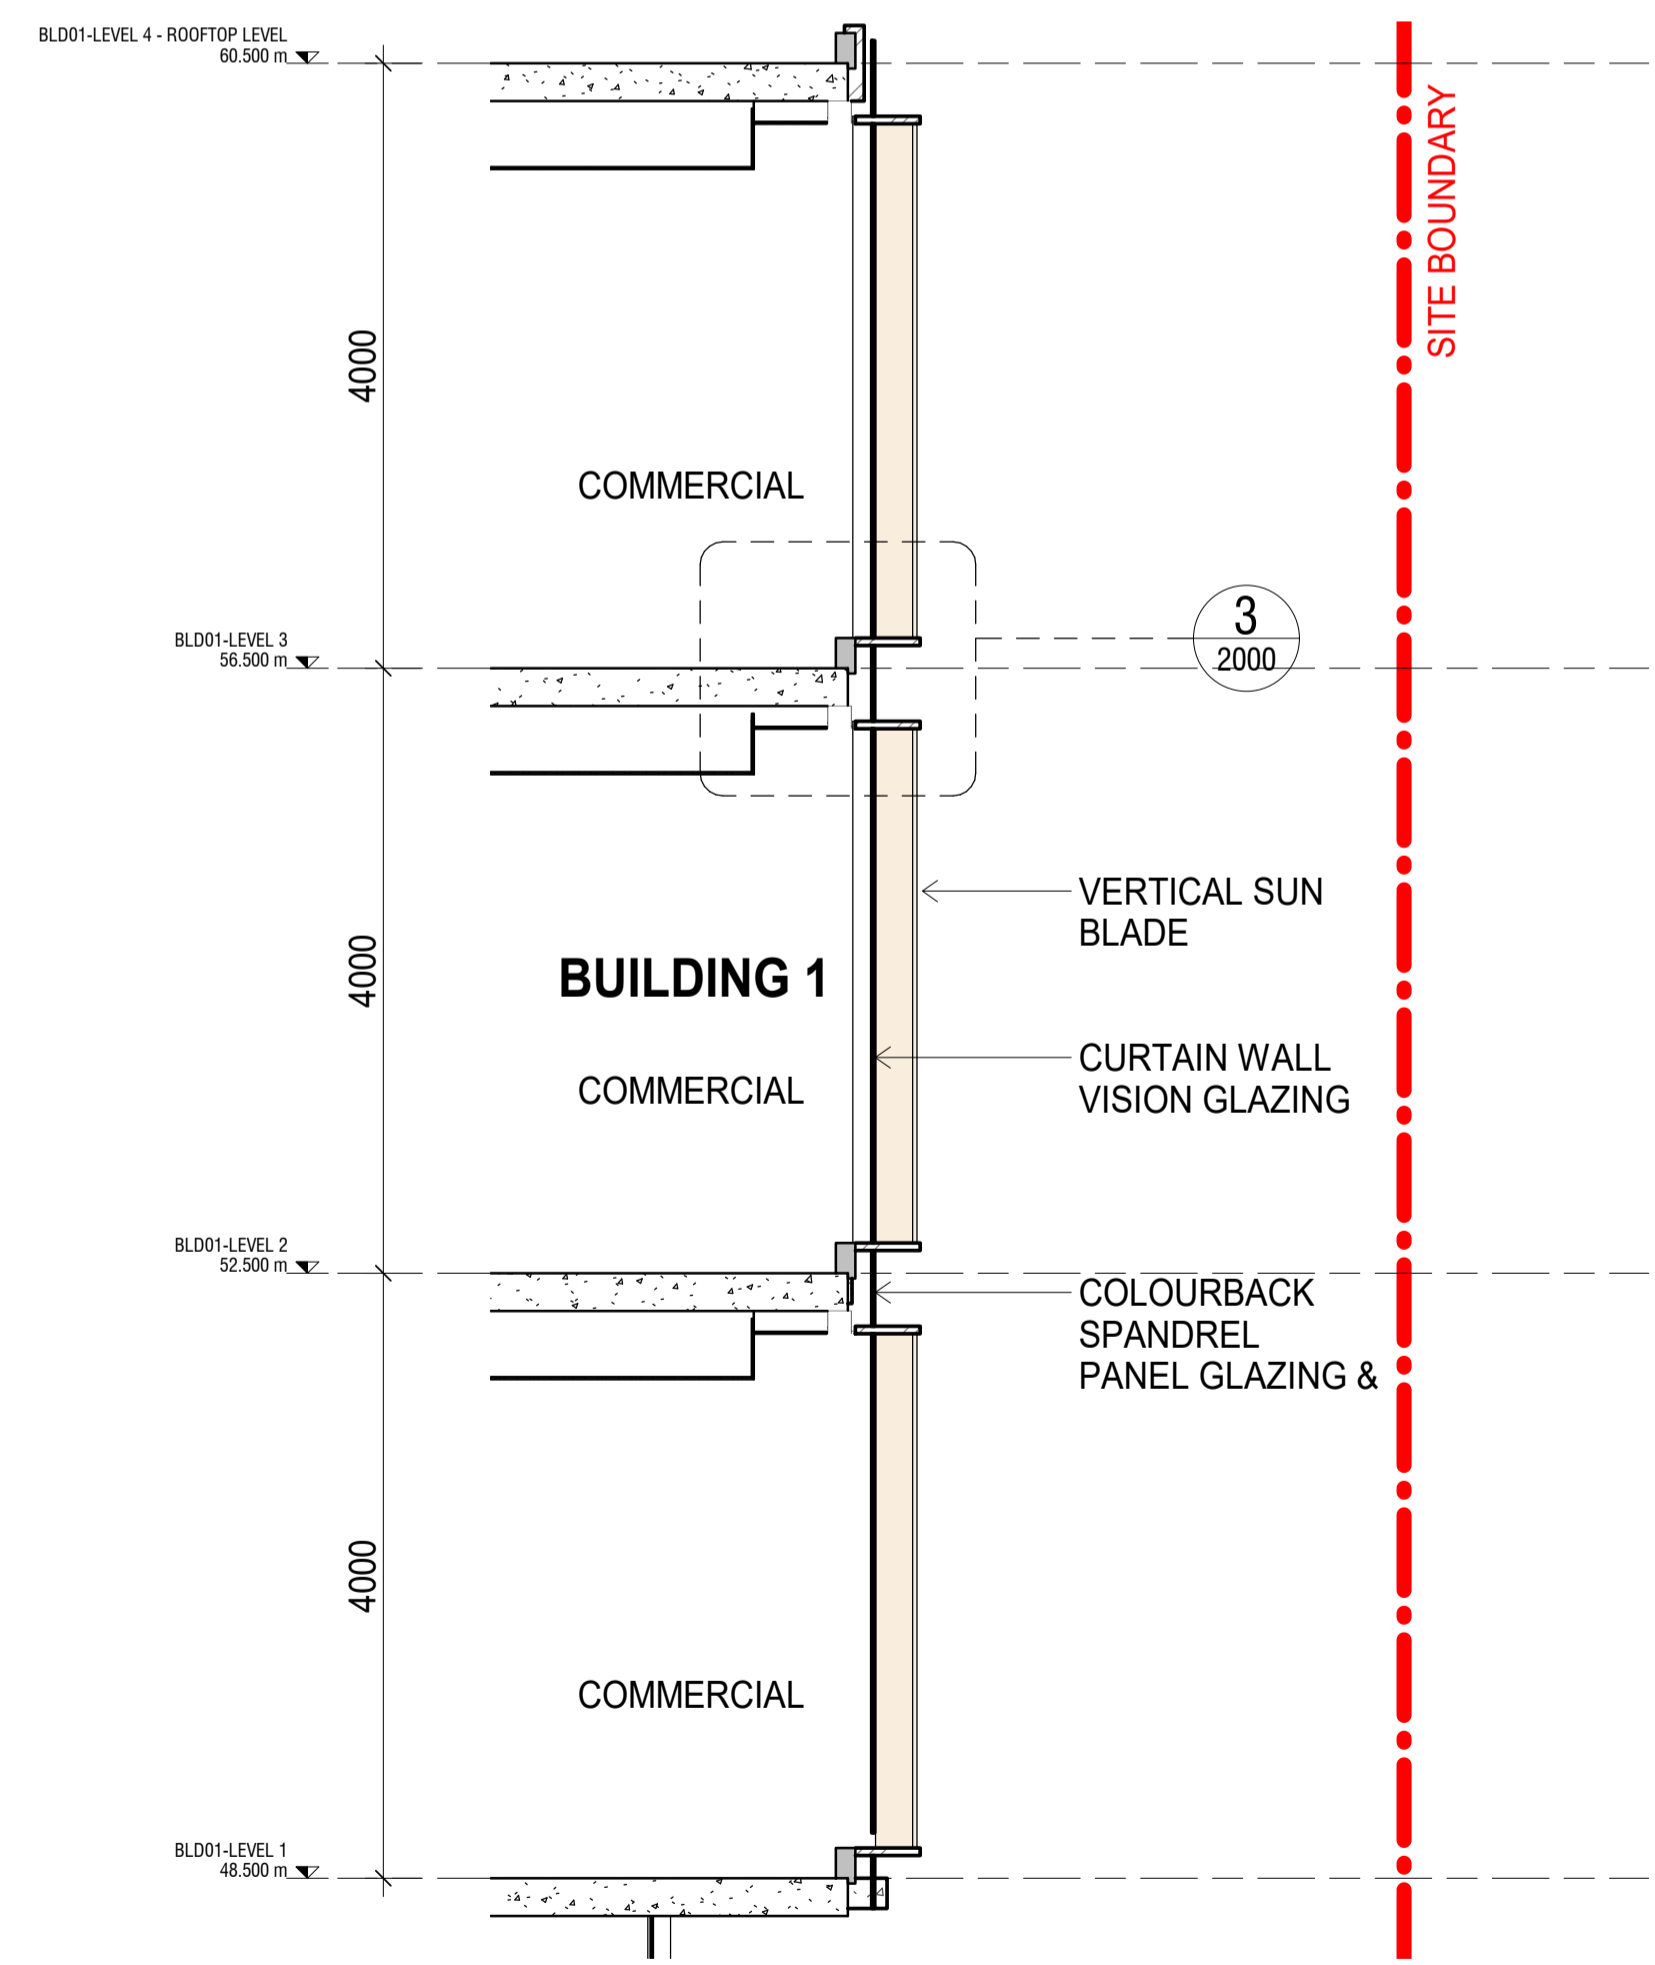 BLD01-LEVEL 4 - ROOFTOP LEVEL
60.500 m
SITE BOUNDARY
4000
COMMERCIAL
3
2000
BLD01-LEVEL 3
56.500 m
VERTICAL SUN
BLADE
4000
BUILDING 1
CURTAIN WALL
VISION GLAZING
COMMERCIAL
BLD01-LEVEL 2
52.500 m
COLOURBACK
SPANDREL
PANEL GLAZING &
4000
COMMERCIAL
BLD01-LEVEL 1
48.500 m